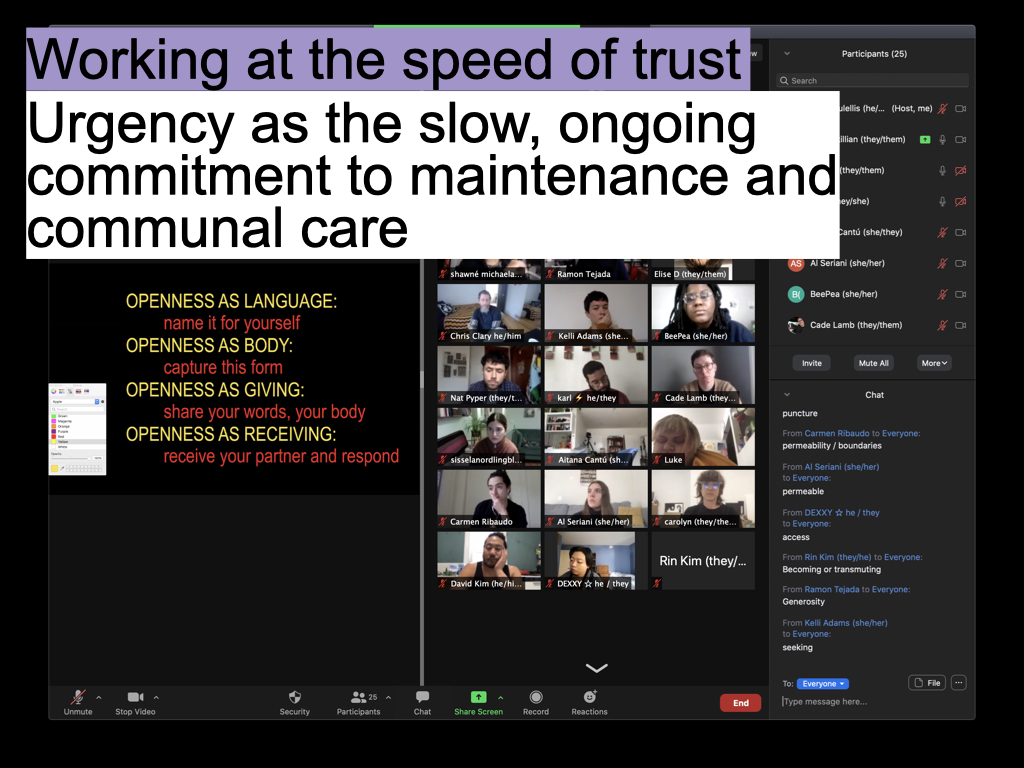 Working at the speed of trust
Urgency as the slow, ongoing
commitment to maintenance and
communal care
OPENNESS AS LANGUAGE:
name it for yourself
OPENNESS AS BODY:
capture this form
OPENNESS AS GIVING:
share your words, your body
OPENNESS AS RECEIVING:
receive your partner and respond
shawné michaela...
Ramon Tejada
Elise D (they/them)
Chris Clary he/him
Kelli Adams (she...
BeePea (she/her)
Nat Pyper (they/t...
karl ⚡ he/they
Cade Lamb (they...
sisselanordlingbl...
Aitana Cantú (sh...
Luke
Carmen Ribaudo
Al Seriani (she/her)
carolyn (they/the...
David Kim (he/hi...
DEXXY ☆ he / they
Rin Kim (they/...
Participants (25)
Search
(he/... (Host, me)
(they/them)
(they/them)
Cantú (she/they)
AS Al Seriani (she/her)
B( BeePea (she/her)
Cade Lamb (they/them)
Invite
Mute All
More
Chat
puncture
From Carmen Ribaudo to Everyone:
permeability / boundaries
From Al Seriani (she/her)
to Everyone:
permeable
From DEXXY ☆ he / they
to Everyone:
access
From Rin Kim (they/he) to Everyone:
Becoming or transmuting
From Ramon Tejada to Everyone:
Generosity
From Kelli Adams (she/her)
to Everyone:
seeking
To: Everyone
File
Type message here...
Unmute
Stop Video
Security
25
Participants
Chat
Share Screen
Record
Reactions
End